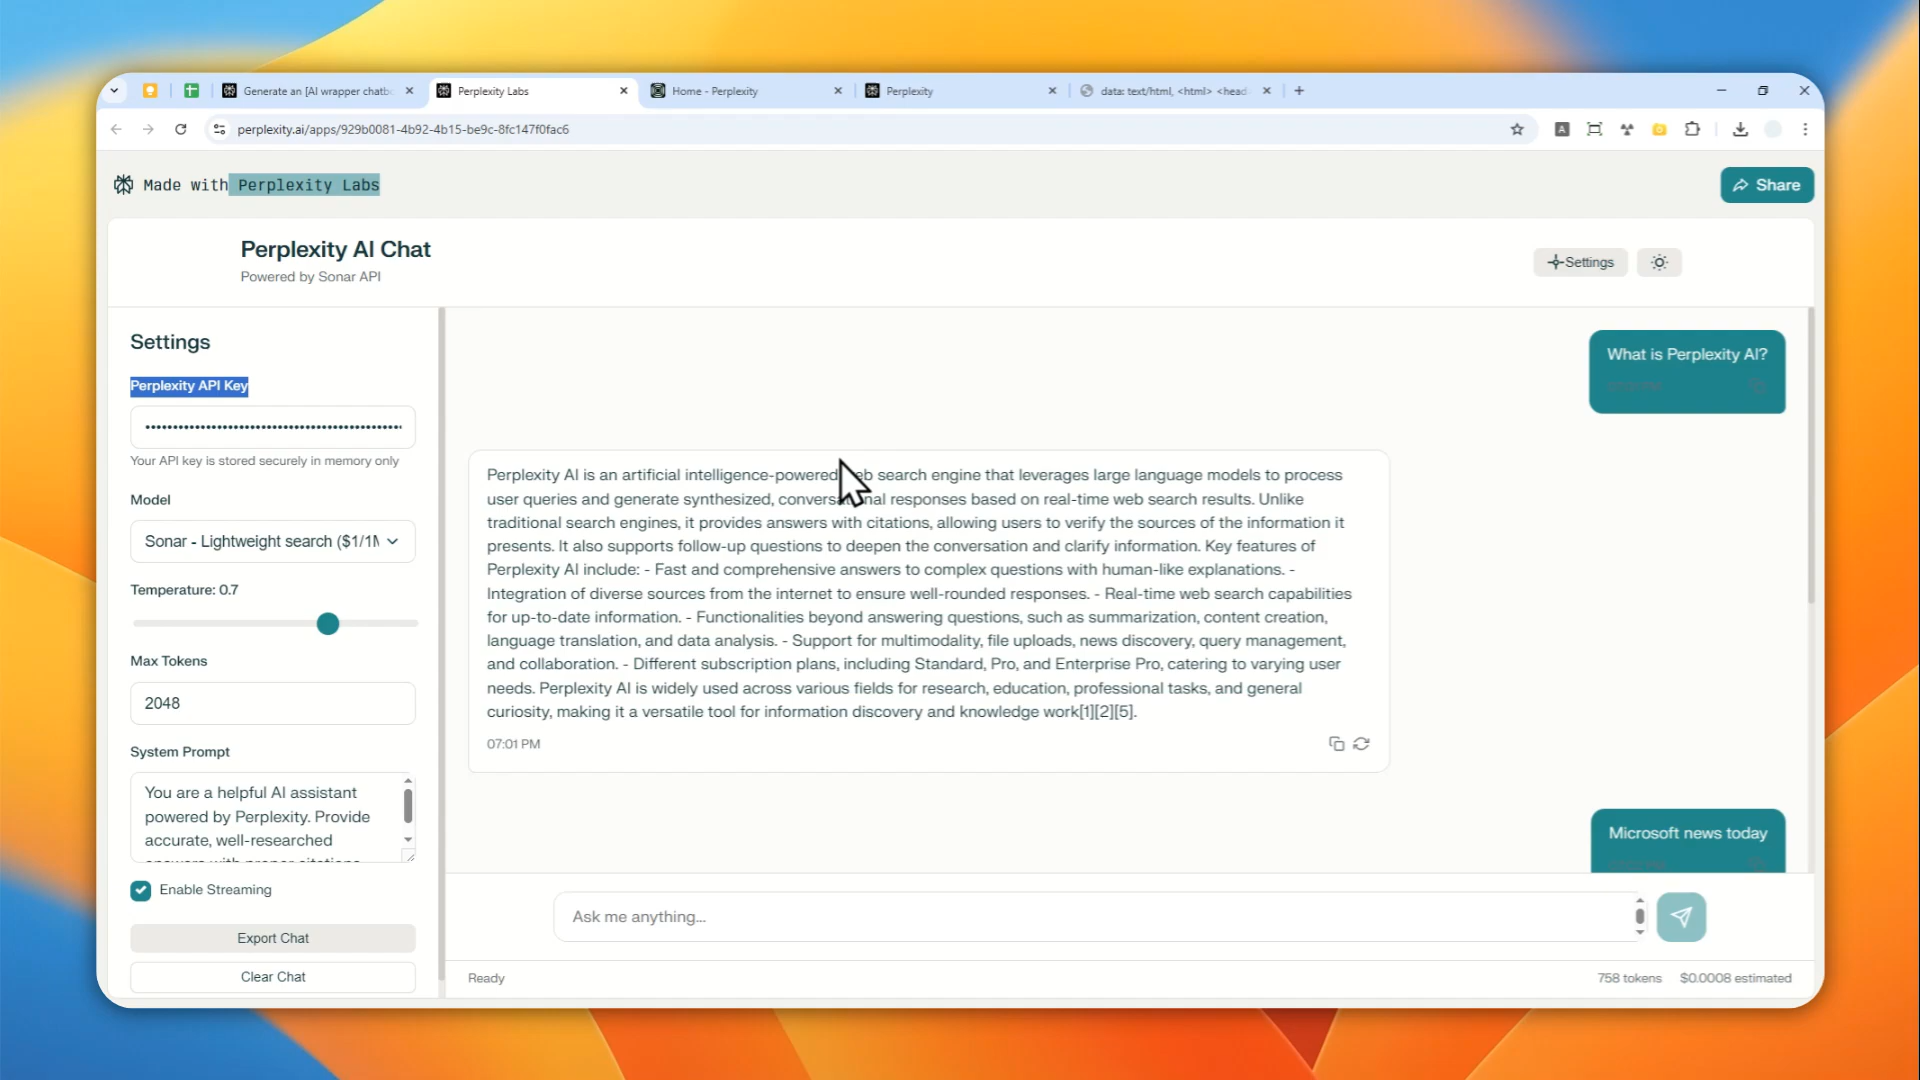 Generate an [AI wrapper chatb
Perplexity Labs
Home - Perplexity
Perplexity
data: text/html, <html> <head
perplexity.ai/apps/929b0081-4b92-4b15-be9c-8fc147f0fac6
Made with Perplexity Labs
Share
Perplexity AI Chat
Powered by Sonar API
Settings
Settings
Perplexity API Key
Your API key is stored securely in memory only
Model
Sonar - Lightweight search ($1/1M
Temperature: 0.7
Max Tokens
2048
System Prompt
You are a helpful AI assistant
powered by Perplexity. Provide
accurate, well-researched
answers with proper citations
Enable Streaming
Export Chat
Clear Chat
What is Perplexity AI?
Perplexity AI is an artificial intelligence-powered web search engine that leverages large language models to process
user queries and generate synthesized, conversational responses based on real-time web search results. Unlike
traditional search engines, it provides answers with citations, allowing users to verify the sources of the information it
presents. It also supports follow-up questions to deepen the conversation and clarify information. Key features of
Perplexity AI include: - Fast and comprehensive answers to complex questions with human-like explanations. -
Integration of diverse sources from the internet to ensure well-rounded responses. - Real-time web search capabilities
for up-to-date information. - Functionalities beyond answering questions, such as summarization, content creation,
language translation, and data analysis. - Support for multimodality, file uploads, news discovery, query management,
and collaboration. - Different subscription plans, including Standard, Pro, and Enterprise Pro, catering to varying user
needs. Perplexity AI is widely used across various fields for research, education, professional tasks, and general
curiosity, making it a versatile tool for information discovery and knowledge work[1][2][5].
07:01 PM
Microsoft news today
Ask me anything...
Ready
758 tokens
$0.0008 estimated